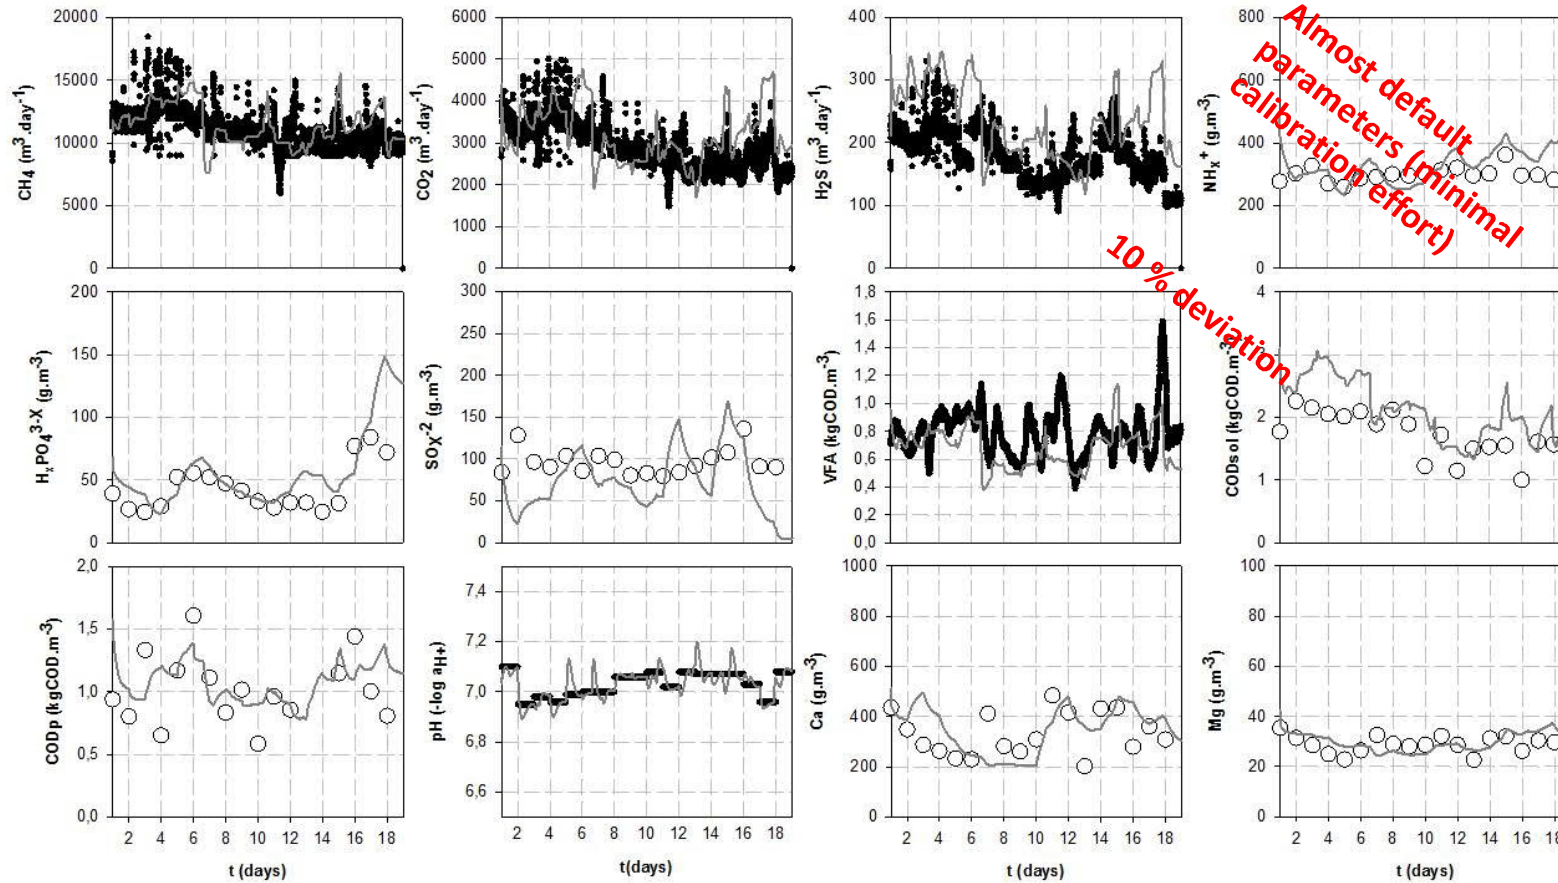 20000
15000
10000
5000
0
CH4 (m3.day-1)
6000
5000
4000
3000
2000
1000
0
CO2 (m3.day-1)
400
300
200
100
0
H2S (m3.day-1)
800
600
400
200
0
NHx+ (g.m-3)
Almost default
parameters (minimal
calibration effort)
10 % deviation
200
150
100
50
0
HxPO43-X (g.m-3)
300
250
200
150
100
50
0
SOx-2 (g.m-3)
1,8
1,6
1,4
1,2
1,0
0,8
0,6
0,4
0,2
0,0
VFA (kgCOD.m-3)
4
2
1
0
CODsol (kgCOD.m-3)
2,0
1,5
1,0
0,5
0,0
CODp (kgCOD.m-3)
2 4 6 8 10 12 14 16 18
t (days)
7,4
7,2
7,0
6,8
6,6
pH (-log aH+)
2 4 6 8 10 12 14 16 18
t(days)
1000
800
600
400
200
0
Ca (g.m-3)
2 4 6 8 10 12 14 16 18
t (days)
100
80
60
40
20
0
Mg (g.m-3)
2 4 6 8 10 12 14 16 18
t (days)